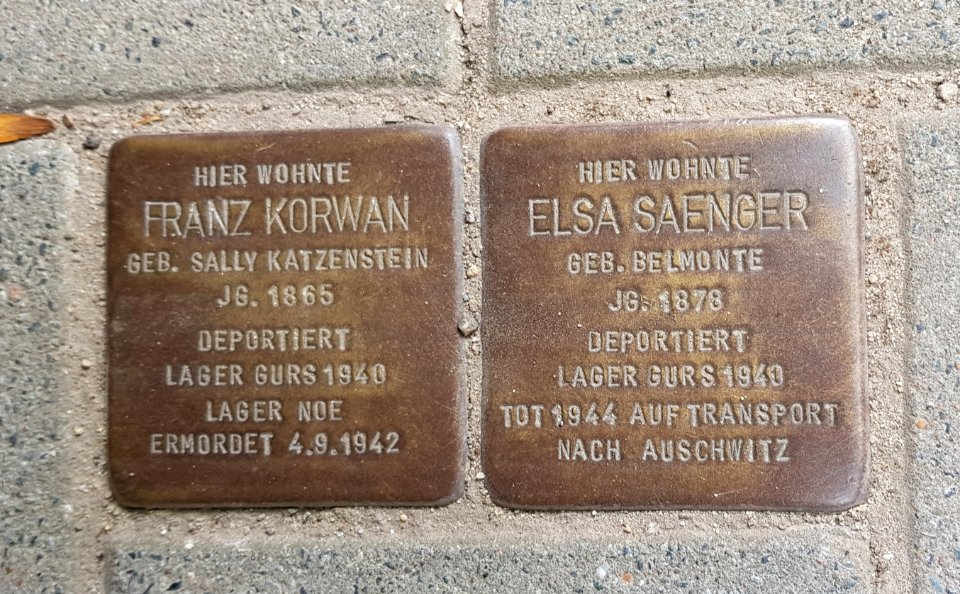 HIER WOHNTE
FRANZ KORWAN
GEB. SALLY KATZENSTEIN
JG. 1865
DEPORTIERT
LAGER GURS 1940
LAGER NOE
ERMORDET 4.9.1942
HIER WOHNTE
ELSA SAENGER
GEB. BELMONTE
JG. 1878
DEPORTIERT
LAGER GURS 1940
TOT 1944 AUF TRANSPORT
NACH AUSCHWITZ